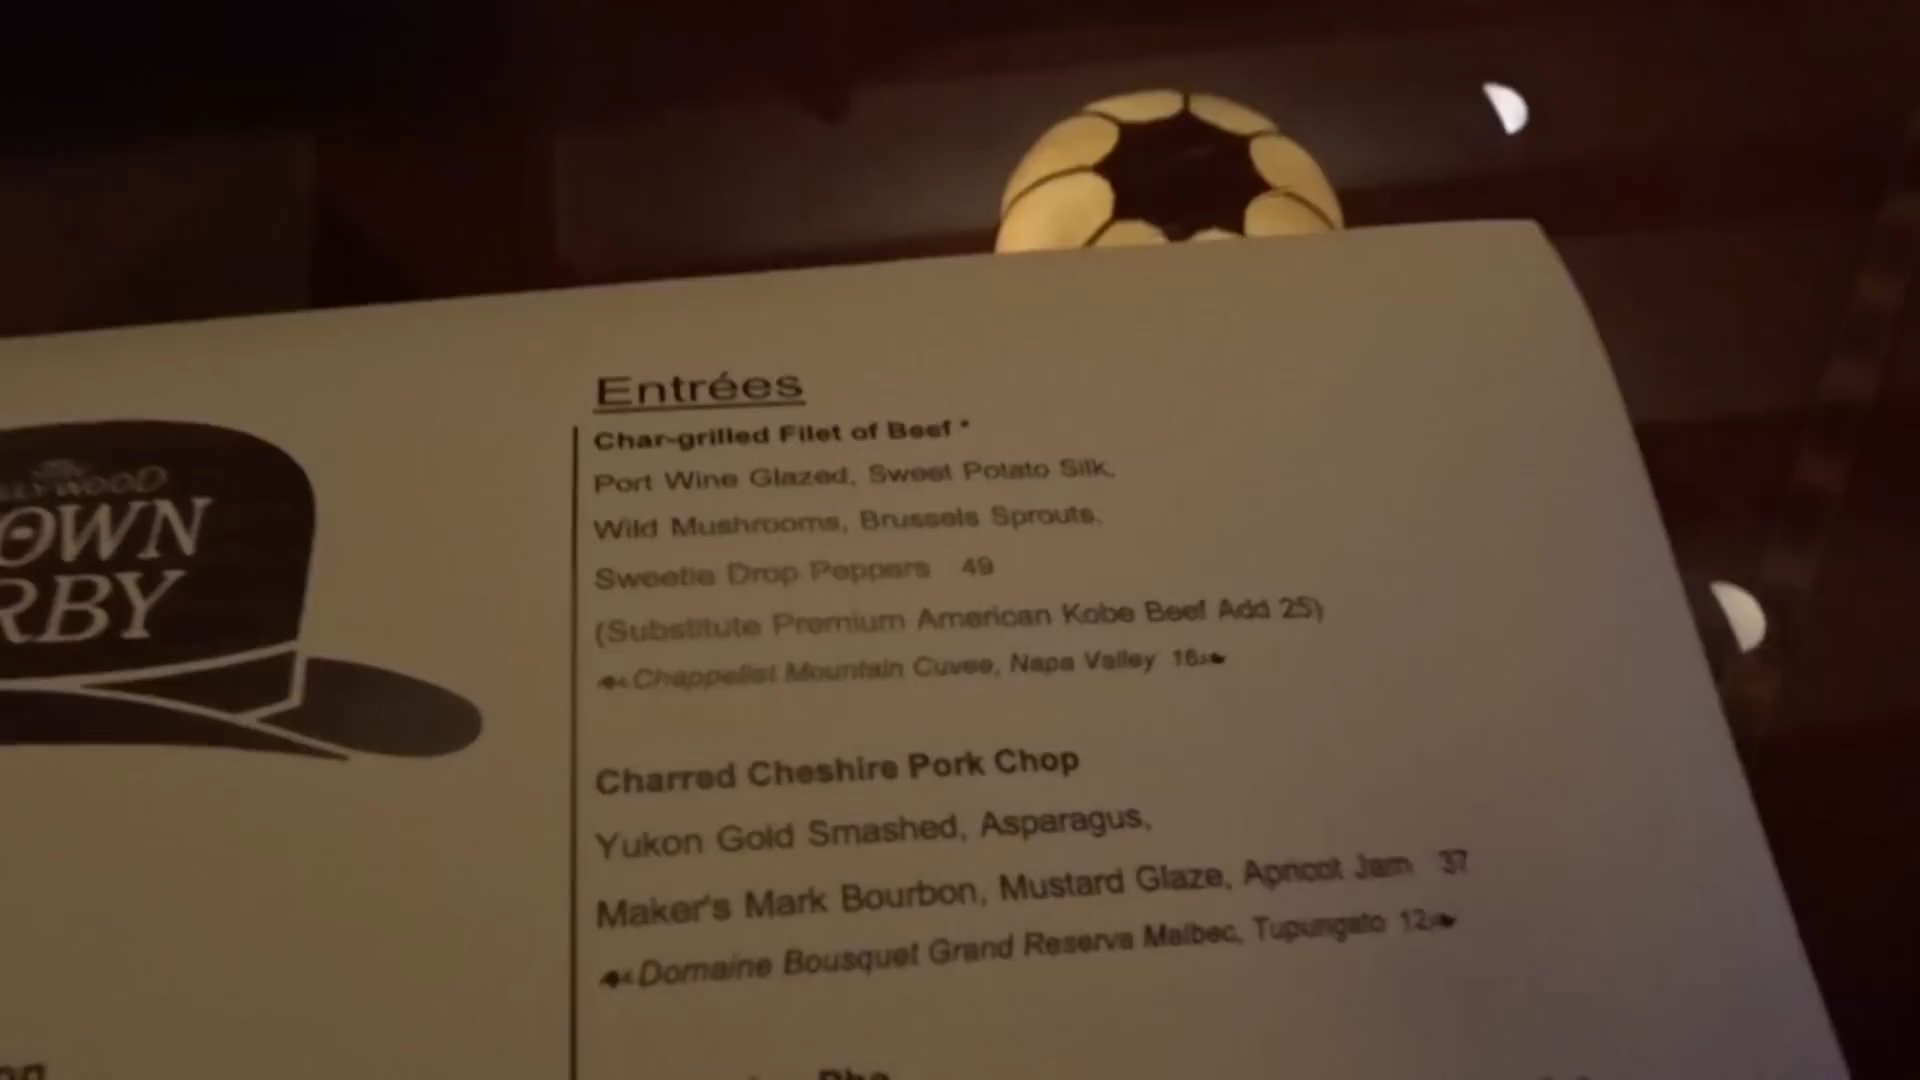 LLYWOOD
OWN
RBY
Entrées
Char-grilled Filet of Beef *
Port Wine Glazed, Sweet Potato Silk,
Wild Mushrooms, Brussels Sprouts,
Sweetie Drop Peppers 49
(Substitute Premium American Kobe Beef Add 25)
Chappellet Mountain Cuvee, Napa Valley 16
Charred Cheshire Pork Chop
Yukon Gold Smashed, Asparagus,
Maker's Mark Bourbon, Mustard Glaze, Apricot Jam 37
Domaine Bousquet Grand Reserva Malbec, Tupungato 12